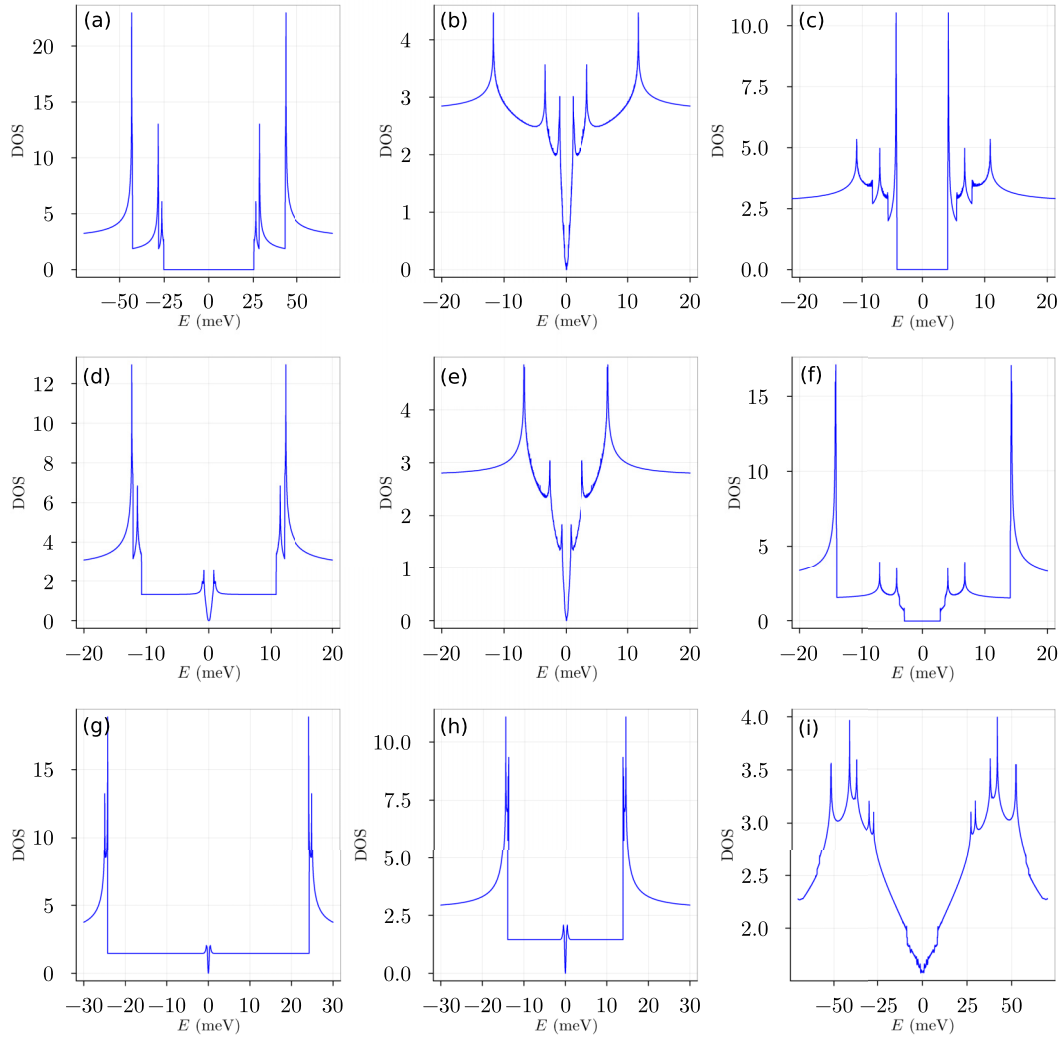 (a)
DOS
20
15
10
5
0
−50 −25 0 25 50
E (meV)
(b)
DOS
4
3
2
1
0
−20 −10 0 10 20
E (meV)
(c)
DOS
10.0
7.5
5.0
2.5
0.0
−20 −10 0 10 20
E (meV)
(d)
DOS
12
10
8
6
4
2
0
−20 −10 0 10 20
E (meV)
(e)
DOS
4
3
2
1
0
−20 −10 0 10 20
E (meV)
(f)
DOS
15
10
5
0
−20 −10 0 10 20
E (meV)
(g)
DOS
15
10
5
0
−30 −20 −10 0 10 20 30
E (meV)
(h)
DOS
10.0
7.5
5.0
2.5
0.0
−30 −20 −10 0 10 20 30
E (meV)
(i)
DOS
4.0
3.5
3.0
2.5
2.0
−50 −25 0 25 50
E (meV)